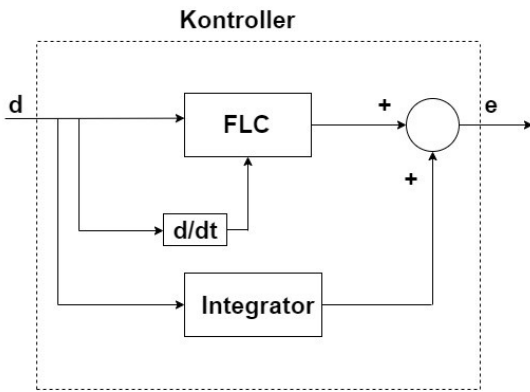 Kontroller
d
FLC
+
e
+
d/dt
Integrator